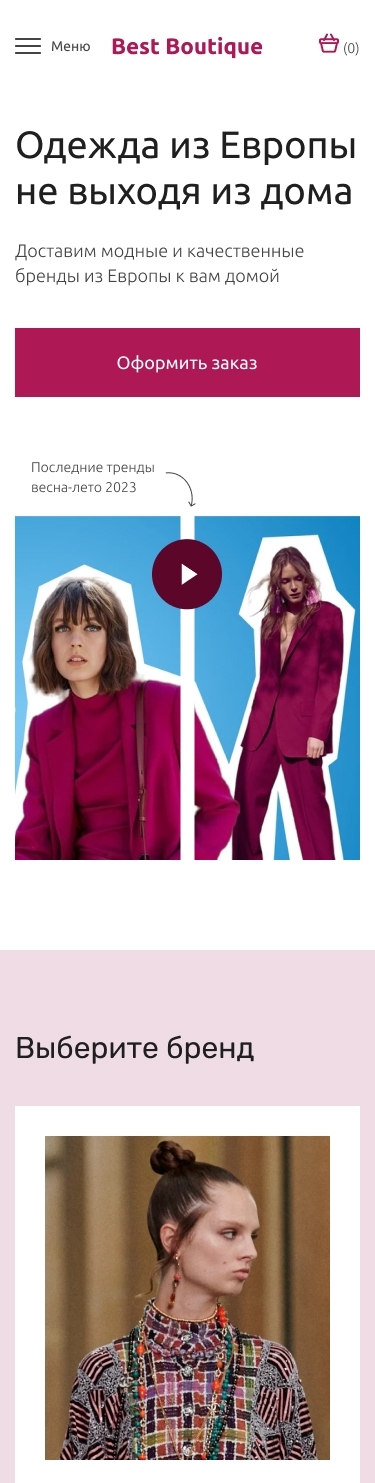 Меню
Best Boutique
(0)
Одежда из Европы
не выходя из дома
Доставим модные и качественные
бренды из Европы к вам домой
Оформить заказ
Последние тренды
весна-лето 2023
Выберите бренд